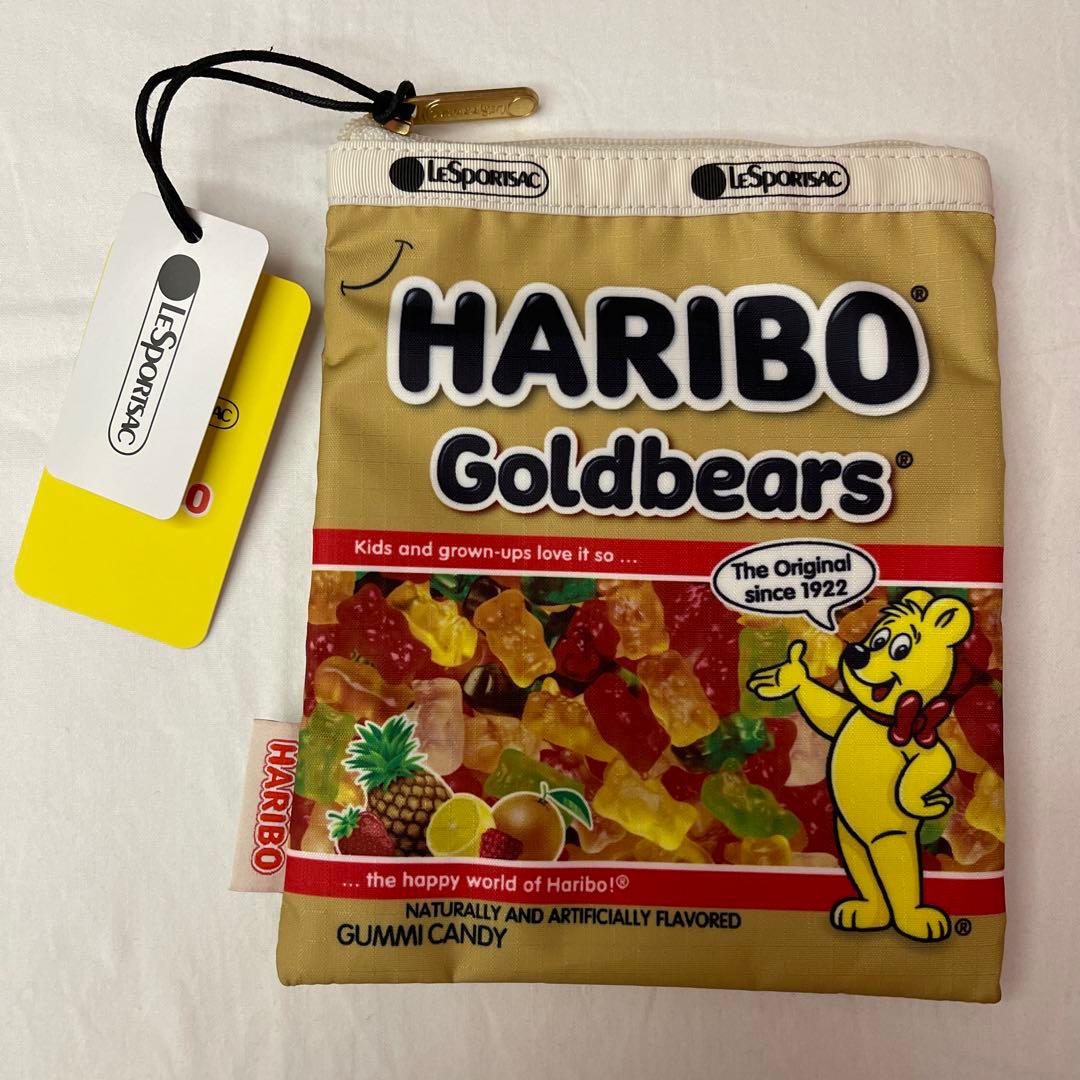 LESPORTSAC
LESPORTSAC
LESPORTSAC
AC
O
HARIBO®
Goldbears®
Kids and grown-ups love it so ...
The Original
since 1922
HARIBO
... the happy world of Haribo!®
NATURALLY AND ARTIFICIALLY FLAVORED
GUMMI CANDY
®